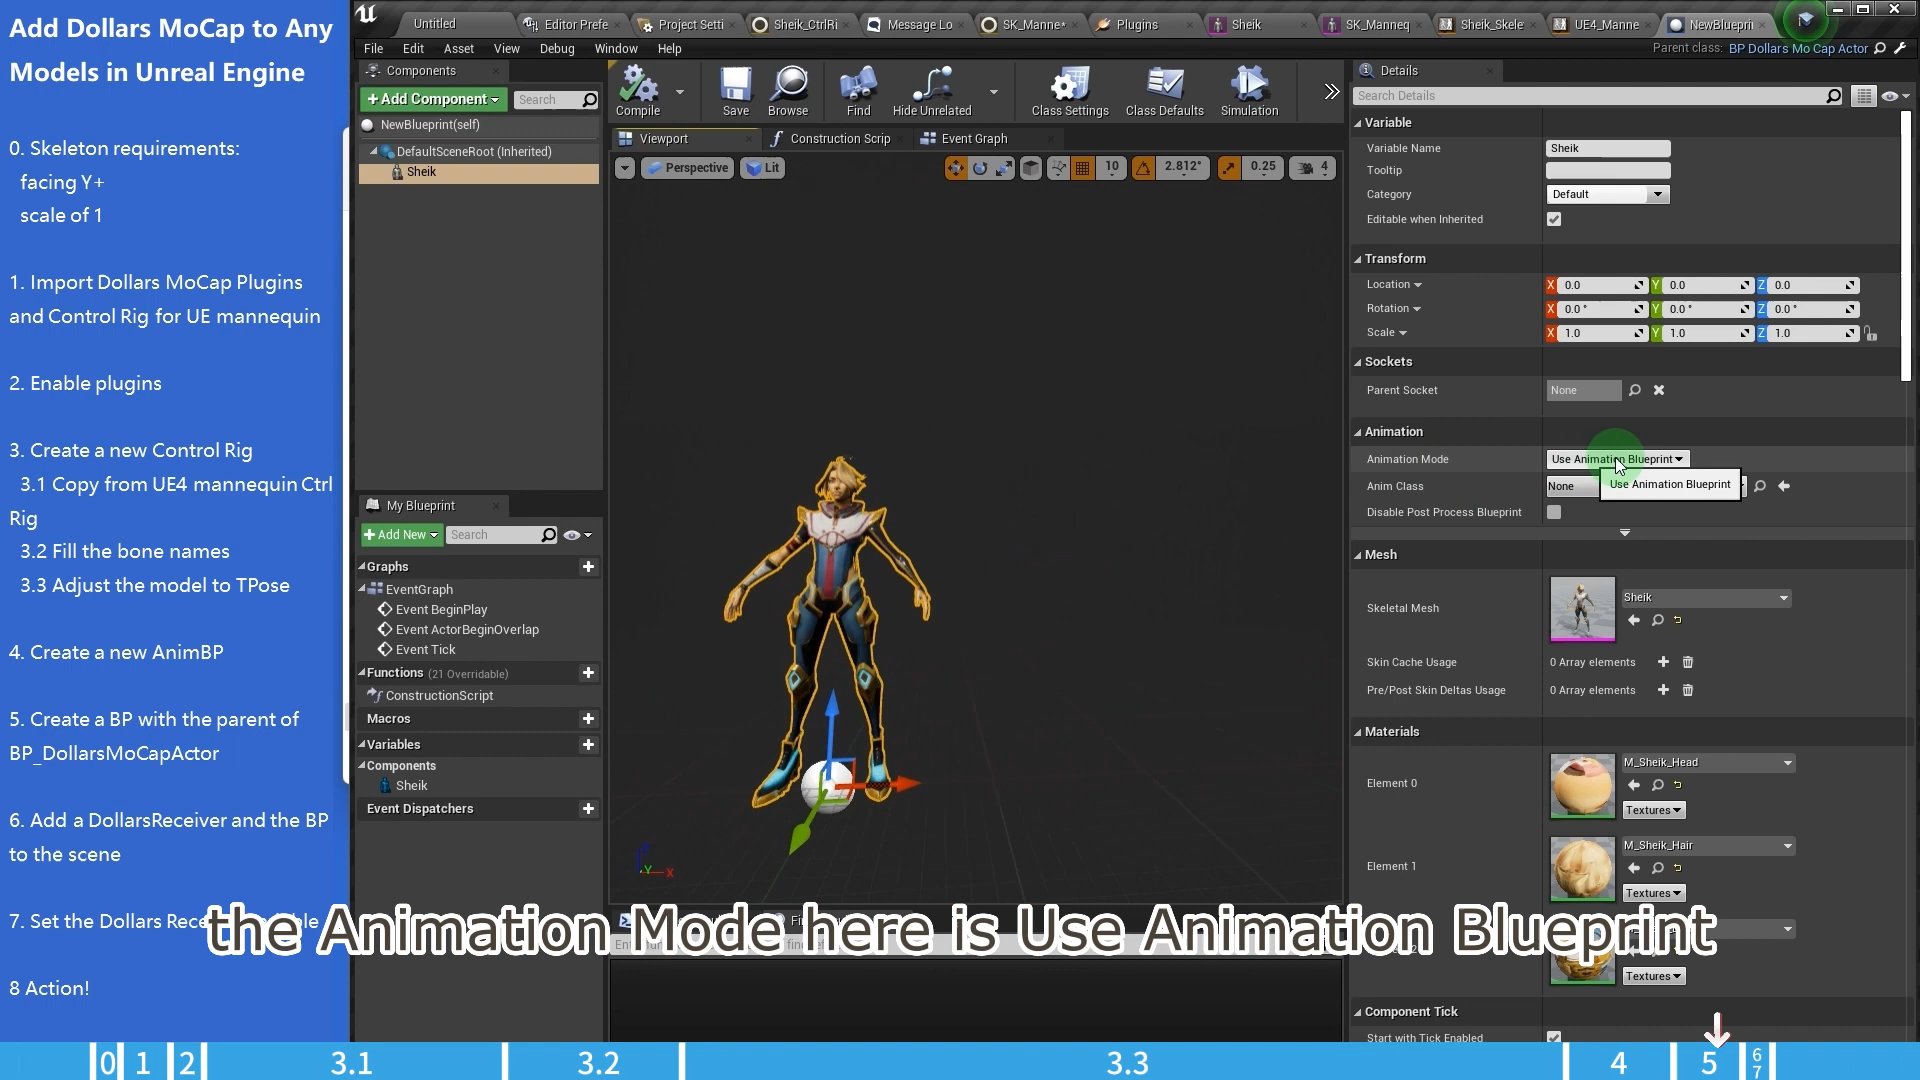 Add Dollars MoCap to Any
Models in Unreal Engine
0. Skeleton requirements:
facing Y+
scale of 1
1. Import Dollars MoCap Plugins
and Control Rig for UE mannequin
2. Enable plugins
3. Create a new Control Rig
3.1 Copy from UE4 mannequin Ctrl
Rig
3.2 Fill the bone names
3.3 Adjust the model to TPose
4. Create a new AnimBP
5. Create a BP with the parent of
BP_DollarsMoCapActor
6. Add a DollarsReceiver and the BP
to the scene
7. Set the Dollars
8 Action!
Untitled
Editor Prefe
Project Setti
Sheik_CtrlRi
Message Lo
SK_Manne*
Plugins
Sheik
SK_Manneq
Sheik_Skele
UE4_Manne
NewBluepri
File Edit Asset View Debug Window Help
Parent class: BP Dollars Mo Cap Actor
Components
+Add Component
Search
NewBlueprint(self)
DefaultSceneRoot (Inherited)
Sheik
Compile
Save
Browse
Find
Hide Unrelated
Class Settings
Class Defaults
Simulation
Viewport
Construction Scrip
Event Graph
Perspective
Lit
10
2.812°
0.25
4
X
Y
My Blueprint
+Add New
Search
Graphs
EventGraph
Event BeginPlay
Event ActorBeginOverlap
Event Tick
Functions (21 Overridable)
ConstructionScript
Macros
Variables
Components
Sheik
Event Dispatchers
Details
Search Details
Variable
Variable Name Sheik
Tooltip
Category Default
Editable when Inherited
Transform
Location X 0.0 Y 0.0 Z 0.0
Rotation X 0.0 ° Y 0.0 ° Z 0.0 °
Scale X 1.0 Y 1.0 Z 1.0
Sockets
Parent Socket None
Animation
Animation Mode Use Animation Blueprint
Anim Class None
Use Animation Blueprint
Disable Post Process Blueprint
Mesh
Skeletal Mesh Sheik
Skin Cache Usage 0 Array elements
Pre/Post Skin Deltas Usage 0 Array elements
Materials
Element 0 M_Sheik_Head
Textures
Element 1 M_Sheik_Hair
Textures
Textures
Component Tick
Start with Tick Enabled
the Animation Mode here is Use Animation Blueprint
0 1 2 3.1 3.2 3.3 4 5 6
7